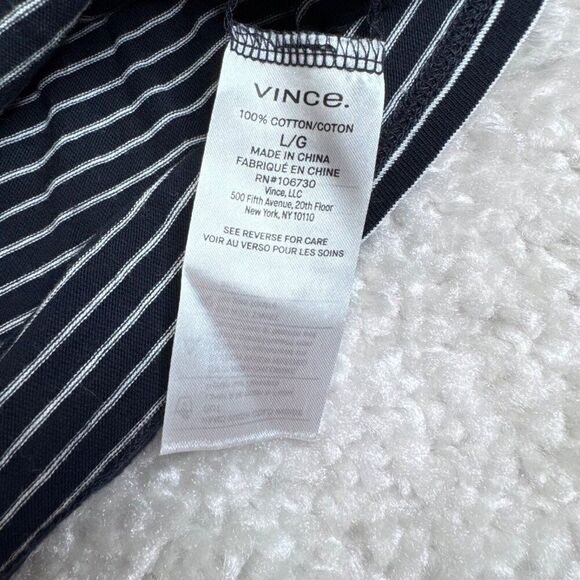 VINCE.
100% COTTON/COTON
L/G
MADE IN CHINA
FABRIQUÉ EN CHINE
RN#106730
Vince, LLC
500 Fifth Avenue, 20th Floor
New York, NY 10110
SEE REVERSE FOR CARE
VOIR AU VERSO POUR LES SOINS